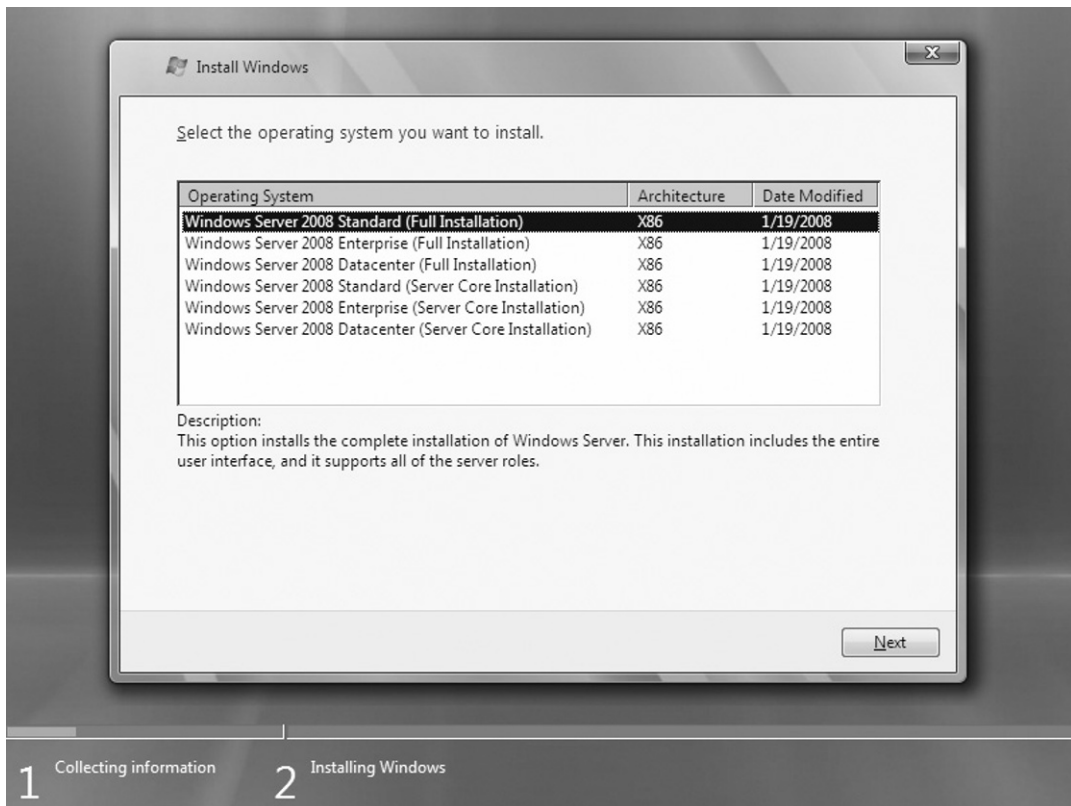 Install Windows
Select the operating system you want to install.
Operating System Architecture Date Modified
Windows Server 2008 Standard (Full Installation) X86 1/19/2008
Windows Server 2008 Enterprise (Full Installation) X86 1/19/2008
Windows Server 2008 Datacenter (Full Installation) X86 1/19/2008
Windows Server 2008 Standard (Server Core Installation) X86 1/19/2008
Windows Server 2008 Enterprise (Server Core Installation) X86 1/19/2008
Windows Server 2008 Datacenter (Server Core Installation) X86 1/19/2008
Description:
This option installs the complete installation of Windows Server. This installation includes the entire
user interface, and it supports all of the server roles.
Next
1 Collecting information 2 Installing Windows